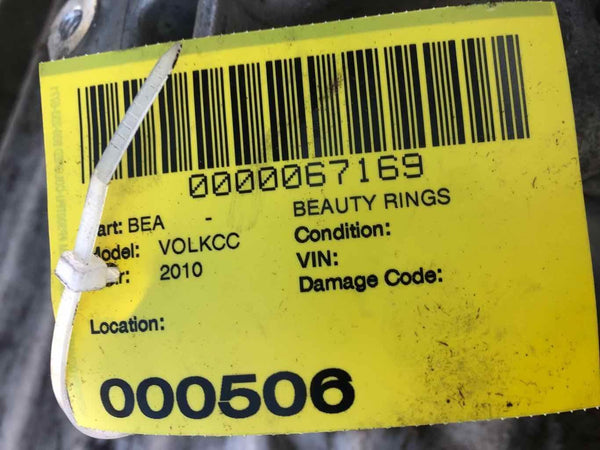 0000067169
art: BEA - BEAUTY RINGS
Model: VOLKCC Condition:
r: 2010 VIN:
Damage Code:
Location:
000506